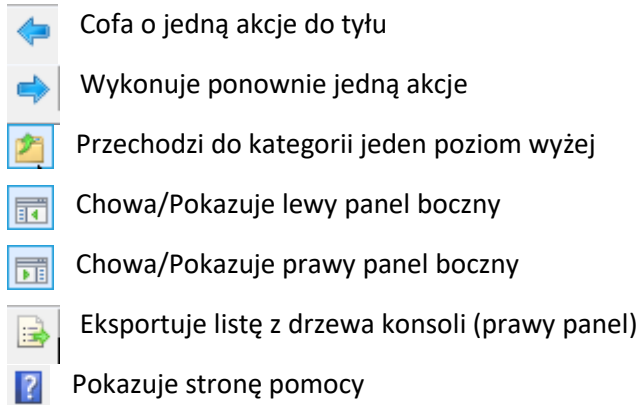 Cofa o jedną akcje do tyłu
Wykonuje ponownie jedną akcje
Przechodzi do kategorii jeden poziom wyżej
Chowa/Pokazuje lewy panel boczny
Chowa/Pokazuje prawy panel boczny
Eksportuje listę z drzewa konsoli (prawy panel)
? Pokazuje stronę pomocy